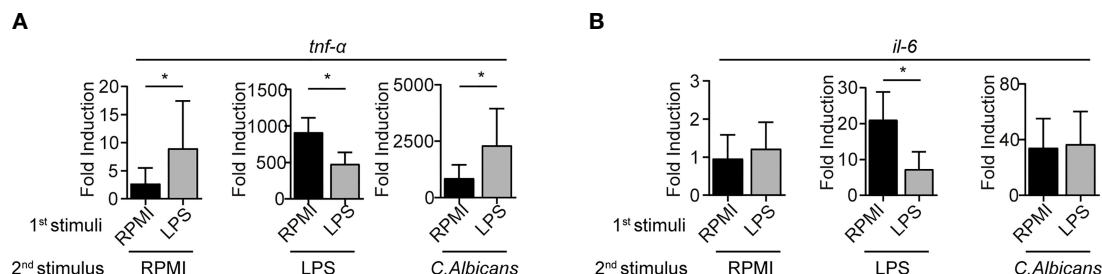 A
B
tnf-α
il-6
Fold Induction
20
15
10
5
0
*
Fold Induction
1500
1000
500
0
*
Fold Induction
5000
2500
0
*
Fold Induction
3
2
1
0
Fold Induction
30
20
10
0
*
Fold Induction
80
40
0
1st stimuli
RPMI LPS
RPMI LPS
RPMI LPS
1st stimuli
RPMI LPS
RPMI LPS
RPMI LPS
2nd stimulus RPMI LPS C.Albicans
2nd stimulus RPMI LPS C.Albicans